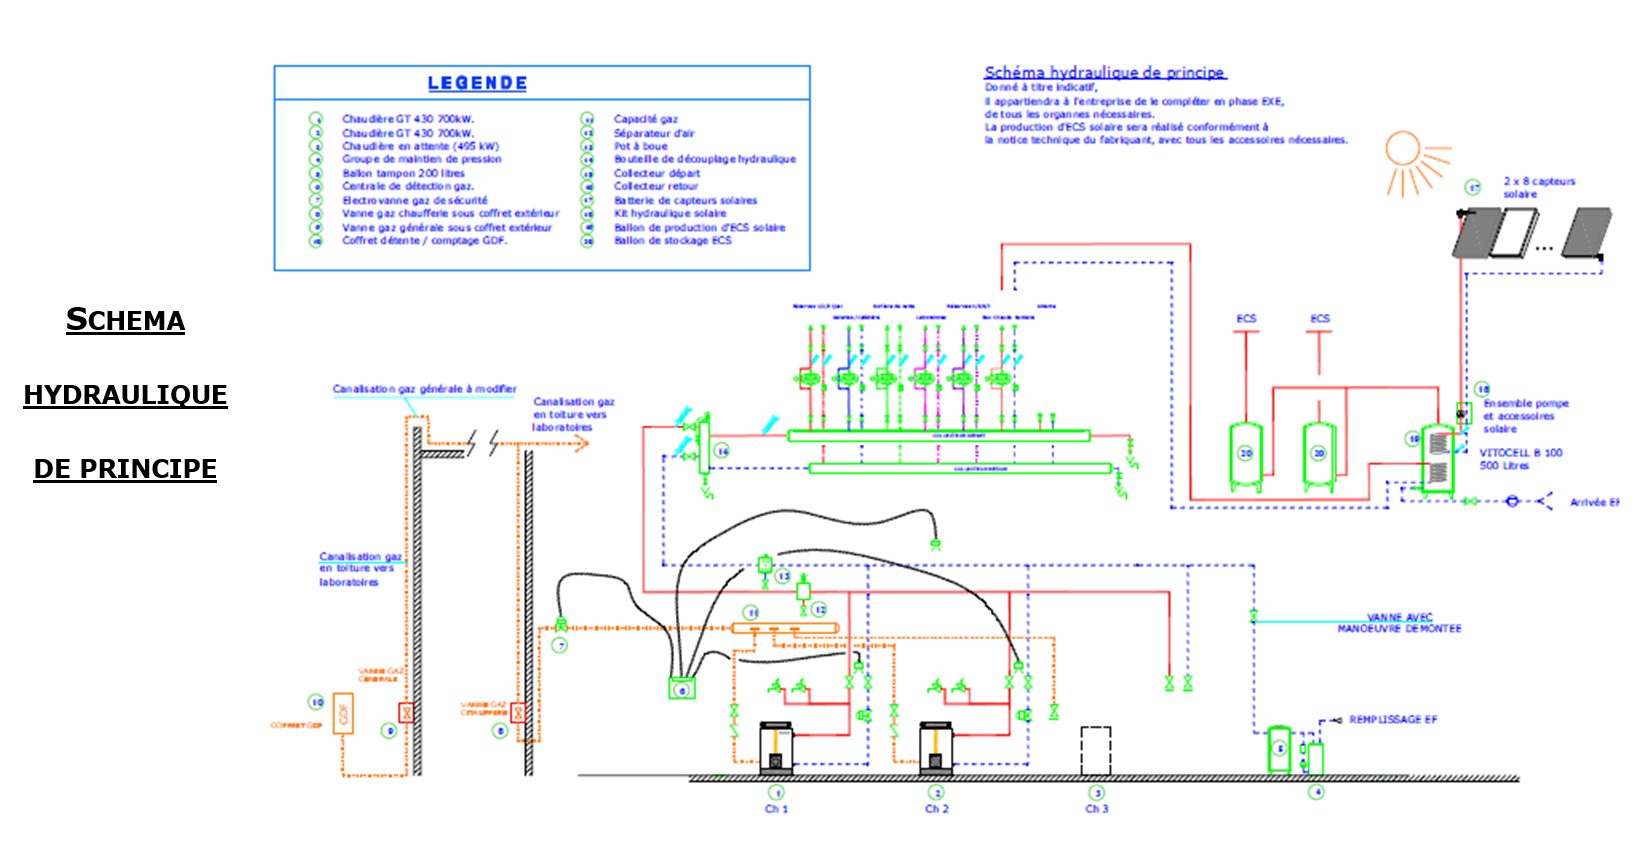 SCHEMA
HYDRAULIQUE
DE PRINCIPE
LEGENDE
1 Chaudière GT 430 700kW.
2 Chaudière GT 430 700kW.
3 Chaudière en attente (495 kW)
4 Groupe de maintien de pression
5 Ballon tampon 200 litres
6 Centrale de détection gaz.
7 Electrovanne gaz de sécurité
8 Vanne gaz chaufferie sous coffret extérieur
9 Vanne gaz générale sous coffret extérieur
10 Coffret détente / comptage GDF.
11 Capacité gaz
Séparateur d'air
Pot à boue
14 Bouteille de découplage hydraulique
Collecteur départ
Collecteur retour
17 Batterie de capteurs solaires
18 Kit hydraulique solaire
19 Ballon de production d'ECS solaire
20 Ballon de stockage ECS
Schéma hydraulique de principe
Donné à titre indicatif,
il appartiendra à l'entreprise de le compléter en phase EXE,
de tous les organnes nécessaires.
La production d'ECS solaire sera réalisé conformément à
la notice technique du fabriquant, avec tous les accessoires nécessaires.
17
2 x 8 capteurs
solaire
ECS
ECS
18
Ensemble pompe
et accessoires
solaire
19
20
20
VITOCELL B 100
500 Litres
Arrivée EF
Canalisation gaz générale à modifier
Canalisation gaz
en toiture vers
laboratoires
Canalisation gaz
en toiture vers
laboratoires
14
COLLECTEUR DEPART
COLLECTEUR RETOUR
13
12
11
7
6
VANNE GAZ
GENERALE
VANNE GAZ
CHAUFFERIE
10
GDF
COFFRET GDF
9
8
VANNE AVEC
MANOEUVRE DEMONTEE
REMPLISSAGE EF
5
1
2
3
4
Ch 1
Ch 2
Ch 3